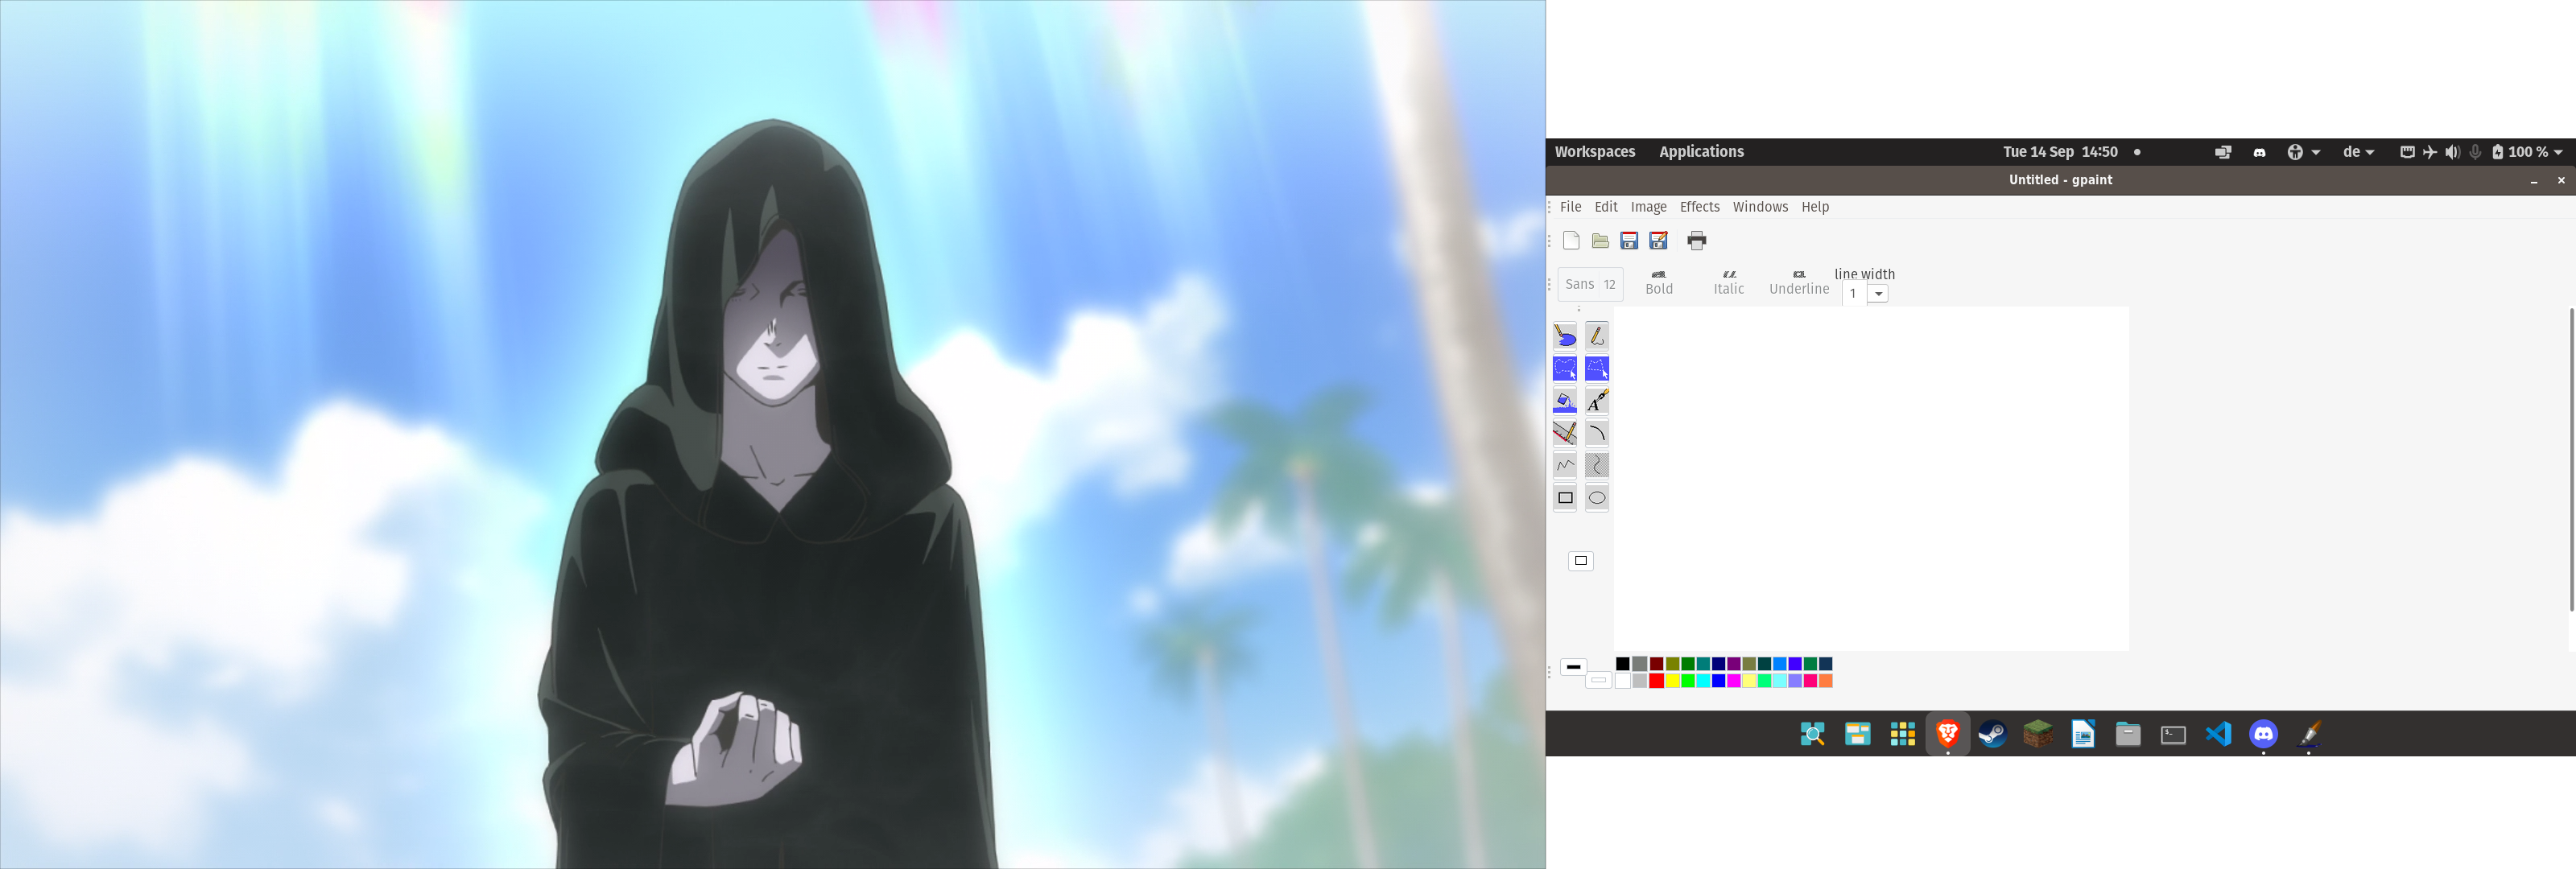 Workspaces Applications Tue 14 Sep 14:50 de 100 %
Untitled - gpaint
File Edit Image Effects Windows Help
Sans 12 Bold Italic Underline line width
1